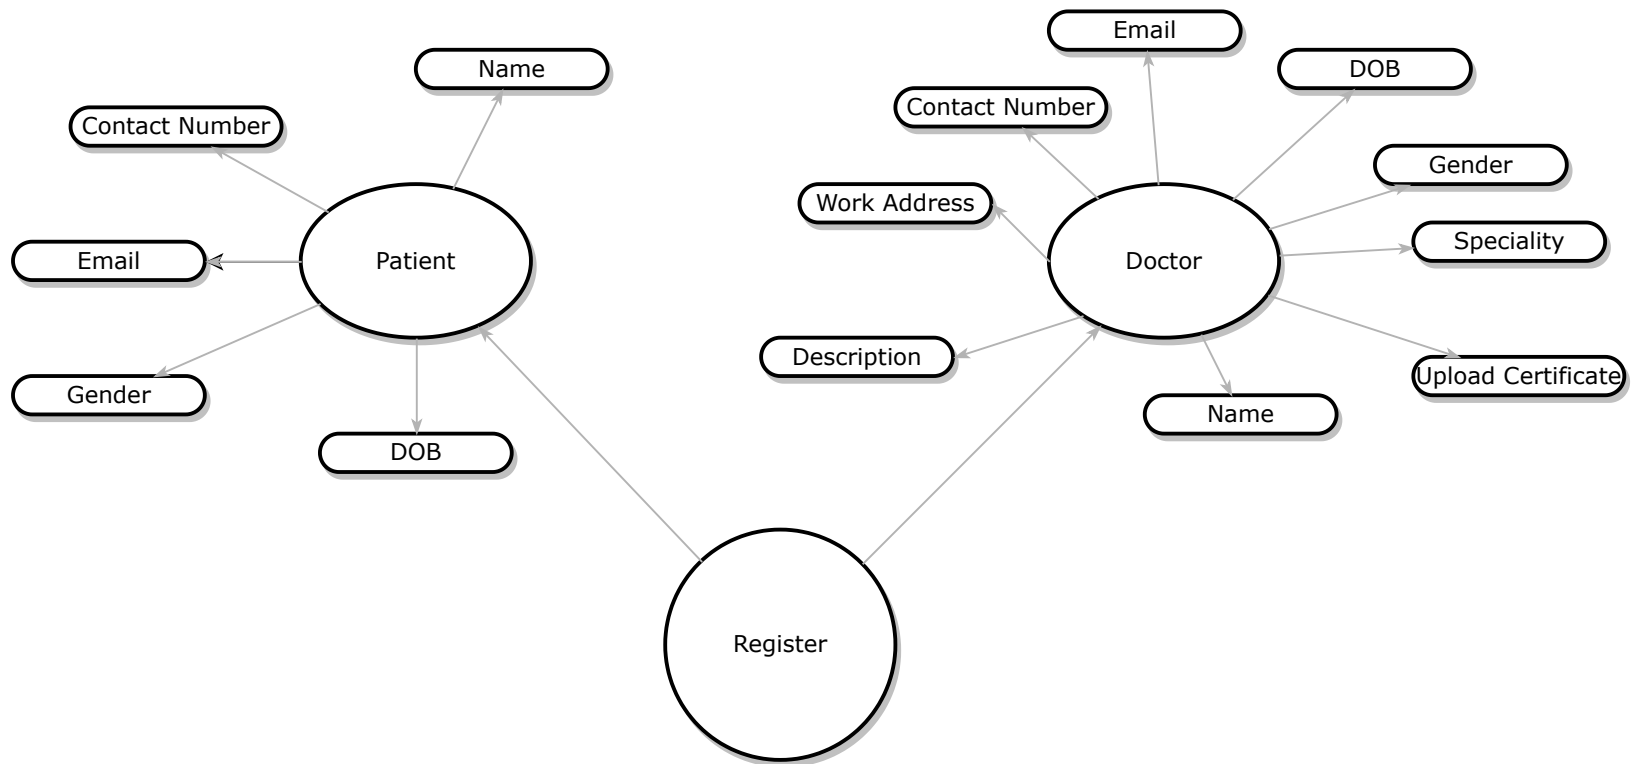 Email
Name
DOB
Contact Number
Contact Number
Gender
Work Address
Speciality
Email
Patient
Doctor
Description
Upload Certificate
Gender
Name
DOB
Register